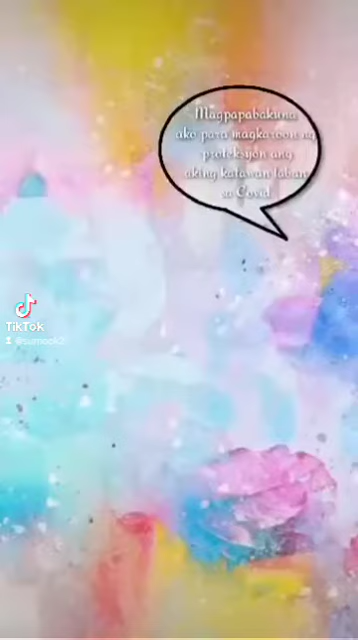 Magpapabakuna
ako para magkaroon ng
proteksyon ang
aking katawan laban
sa Covid
TikTok